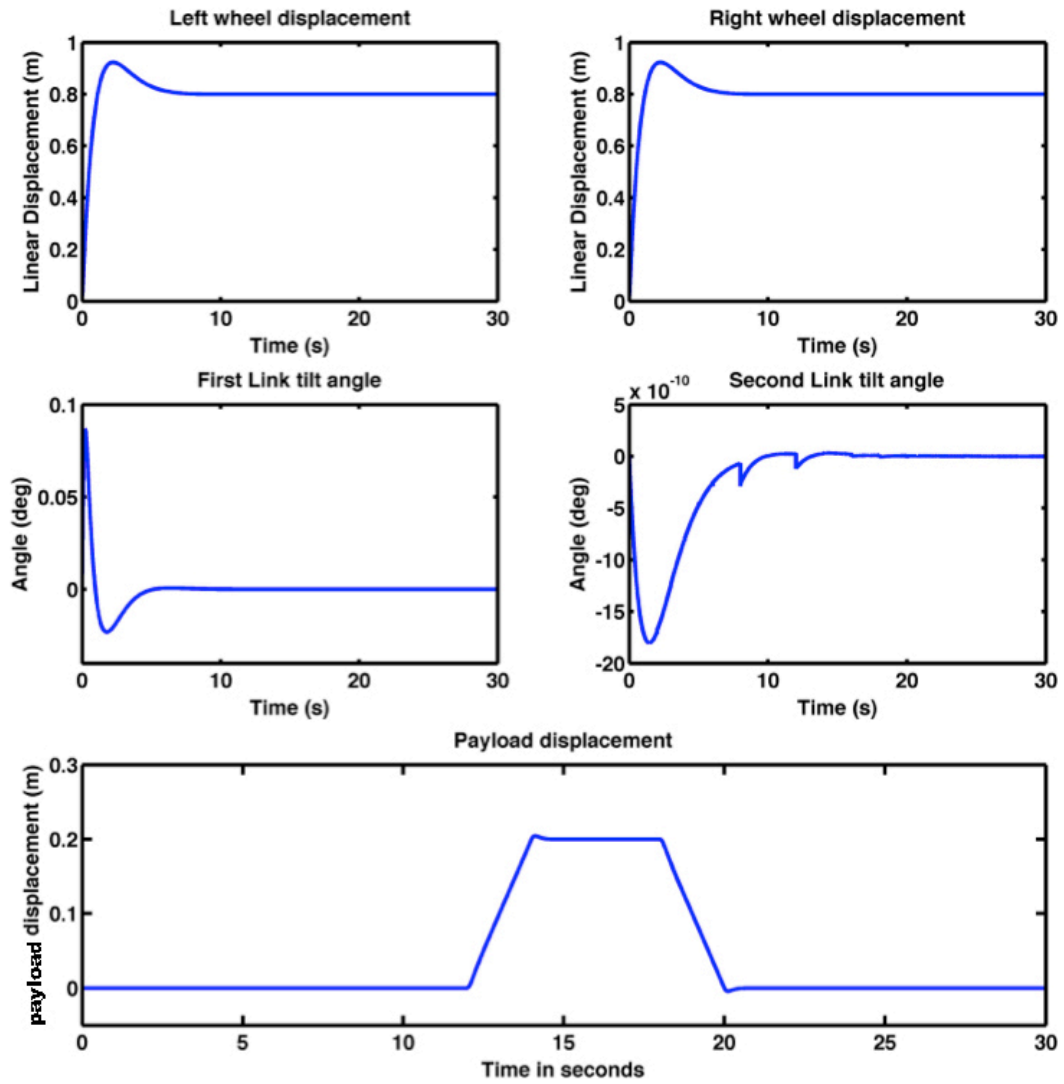 Left wheel displacement
Linear Displacement (m)
1
0.8
0.6
0.4
0.2
0
0 10 20 30
Time (s)
Right wheel displacement
Linear Displacement (m)
1
0.8
0.6
0.4
0.2
0
0 10 20 30
Time (s)
First Link tilt angle
Angle (deg)
0.1
0.05
0
0 10 20 30
Time (s)
Second Link tilt angle
x 10-10
Angle (deg)
5
0
-5
-10
-15
-20
0 10 20 30
Time (s)
Payload displacement
payload displacement (m)
0.3
0.2
0.1
0
0 5 10 15 20 25 30
Time in seconds